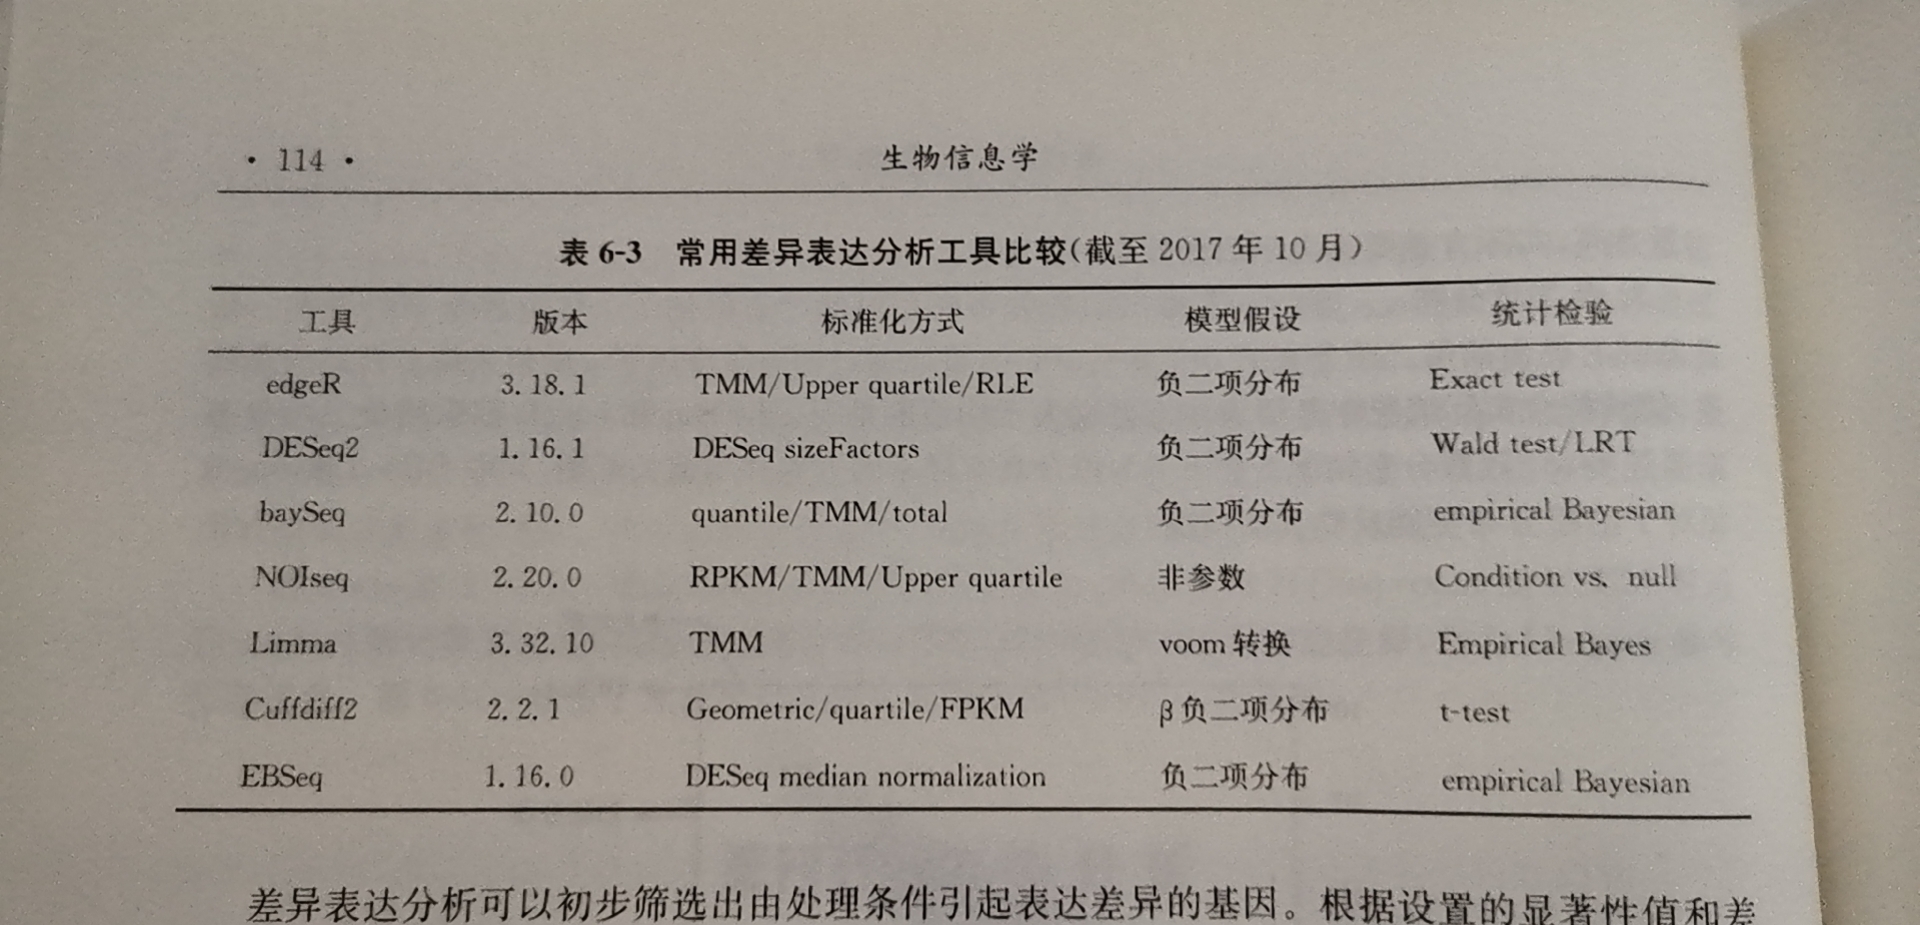 · 114 · 生物信息学
表 6-3 常用差异表达分析工具比较(截至 2017 年 10 月)
工具 版本 标准化方式 模型假设 统计检验
edgeR 3.18.1 TMM/Upper quartile/RLE 负二项分布 Exact test
DESeq2 1.16.1 DESeq sizeFactors 负二项分布 Wald test/LRT
baySeq 2.10.0 quantile/TMM/total 负二项分布 empirical Bayesian
NOIseq 2.20.0 RPKM/TMM/Upper quartile 非参数 Condition vs. null
Limma 3.32.10 TMM voom 转换 Empirical Bayes
Cuffdiff2 2.2.1 Geometric/quartile/FPKM β 负二项分布 t-test
EBSeq 1.16.0 DESeq median normalization 负二项分布 empirical Bayesian
差异表达分析可以初步筛选出由处理条件引起表达差异的基因。根据设置的显著性值和差